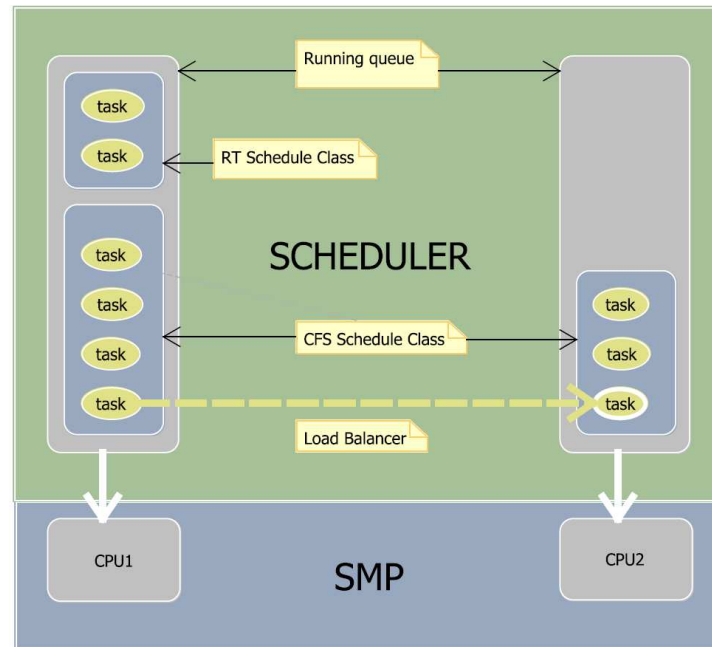 Running queue
task
task
RT Schedule Class
SCHEDULER
task
task
task
task
CFS Schedule Class
task
task
task
Load Balancer
CPU1
CPU2
SMP